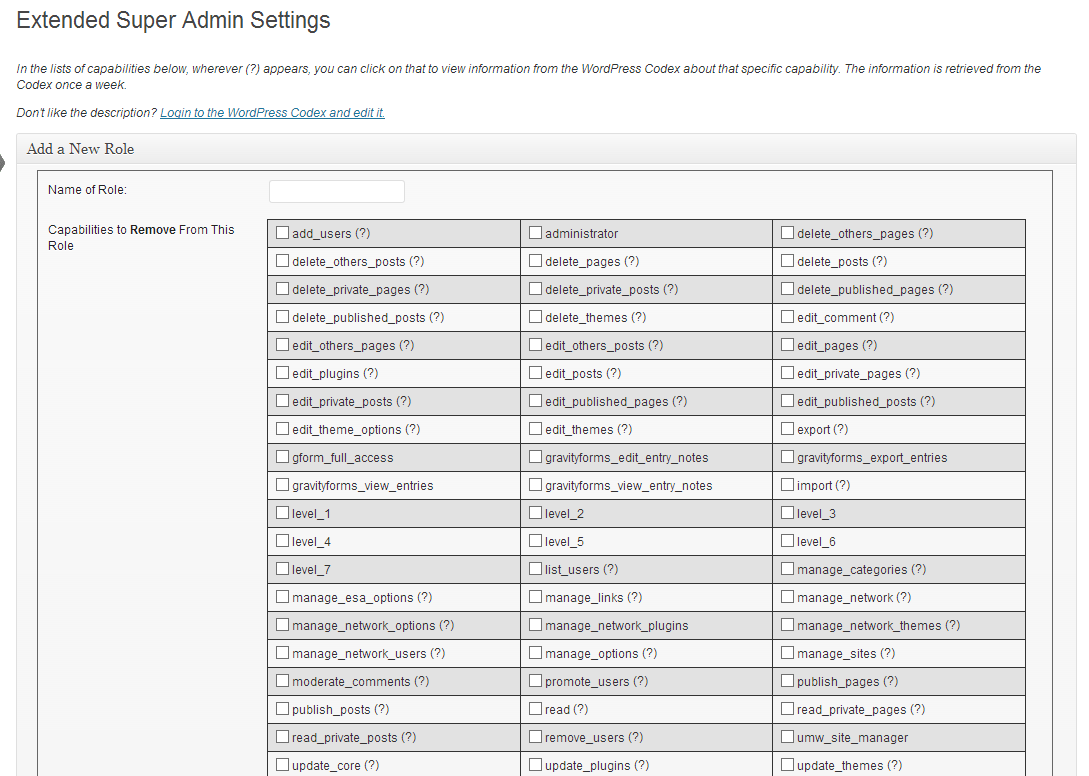 Extended Super Admin Settings
In the lists of capabilities below, wherever (?) appears, you can click on that to view information from the WordPress Codex about that specific capability. The information is retrieved from the
Codex once a week.
Don't like the description? Login to the WordPress Codex and edit it.
Add a New Role
Name of Role:
Capabilities to Remove From This
Role
add_users (?) administrator delete_others_pages (?)
delete_others_posts (?) delete_pages (?) delete_posts (?)
delete_private_pages (?) delete_private_posts (?) delete_published_pages (?)
delete_published_posts (?) delete_themes (?) edit_comment (?)
edit_others_pages (?) edit_others_posts (?) edit_pages (?)
edit_plugins (?) edit_posts (?) edit_private_pages (?)
edit_private_posts (?) edit_published_pages (?) edit_published_posts (?)
edit_theme_options (?) edit_themes (?) export (?)
gform_full_access gravityforms_edit_entry_notes gravityforms_export_entries
gravityforms_view_entries gravityforms_view_entry_notes import (?)
level_1 level_2 level_3
level_4 level_5 level_6
level_7 list_users (?) manage_categories (?)
manage_esa_options (?) manage_links (?) manage_network (?)
manage_network_options (?) manage_network_plugins manage_network_themes (?)
manage_network_users (?) manage_options (?) manage_sites (?)
moderate_comments (?) promote_users (?) publish_pages (?)
publish_posts (?) read (?) read_private_pages (?)
read_private_posts (?) remove_users (?) umw_site_manager
update_core (?) update_plugins (?) update_themes (?)